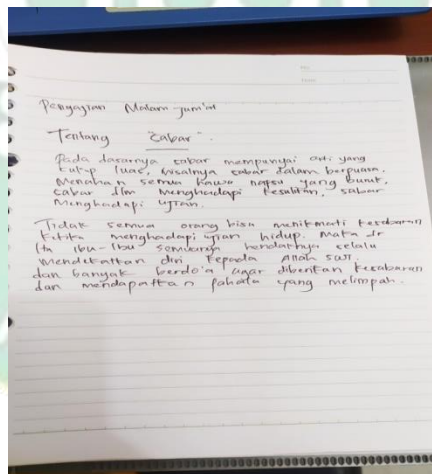 Pengajian Malam Jum'at
Tentang "Sabar".
Pada dasarnya sabar mempunyai arti yang
cukup luas, misalnya sabar dalam berpuasa.
Menahan semua hawa napsu yang buruk,
sabar dlm menghadapi kesulitan, sabar
menghadapi ujian.
Tidak semua orang bisa menikmati kesabaran
ketika menghadapi ujian hidup. Maka dr
itu Ibu-Ibu semuanya hendaknya selalu
mendekatkan diri kepada Allah SWT.
dan banyak berdo'a agar diberikan kesabaran
dan mendapatkan pahala yang melimpah.